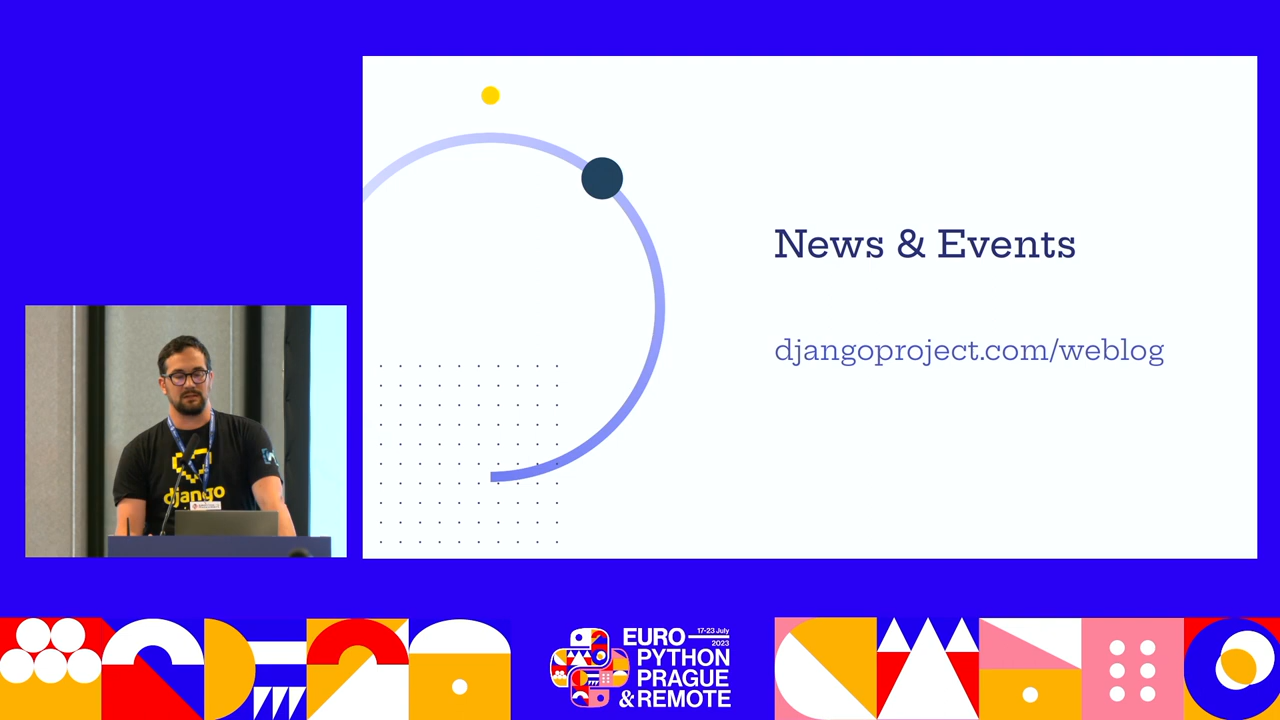 News & Events
djangoproject.com/weblog
django
EURO
17-23 July
2023
PYTHON
PRAGUE
& REMOTE